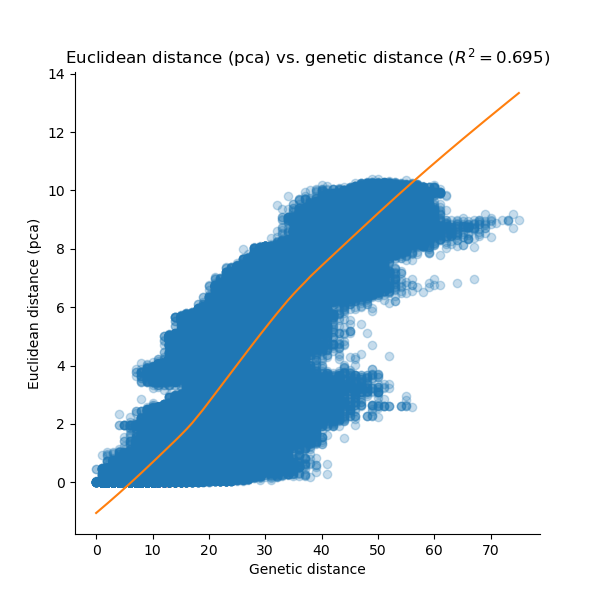 Euclidean distance (pca) vs. genetic distance (R² = 0.695)
14
12
10
8
6
4
2
0
Euclidean distance (pca)
0 10 20 30 40 50 60 70
Genetic distance